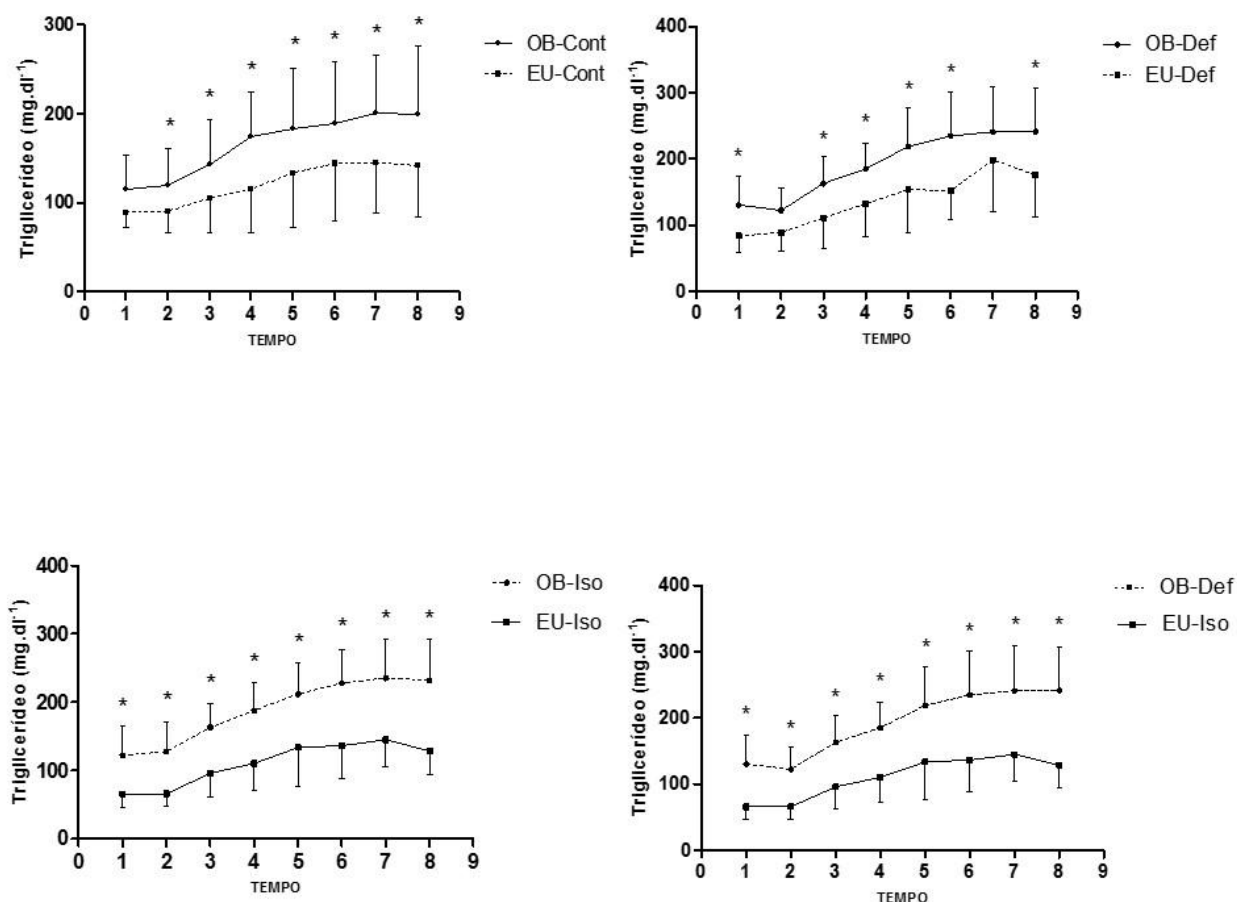 300
200
100
0
Triglicerídeo (mg.dl⁻¹)
* * * * * * *
OB-Cont
EU-Cont
0 1 2 3 4 5 6 7 8 9
TEMPO
400
300
200
100
0
Triglicerídeo (mg.dl⁻¹)
* * * * * *
OB-Def
EU-Def
0 1 2 3 4 5 6 7 8 9
TEMPO
400
300
200
100
0
Triglicerídeo (mg.dl⁻¹)
* * * * * * * *
OB-Iso
EU-Iso
0 1 2 3 4 5 6 7 8 9
TEMPO
400
300
200
100
0
Triglicerídeo (mg.dl⁻¹)
* * * * * * * *
OB-Def
EU-Iso
0 1 2 3 4 5 6 7 8 9
TEMPO